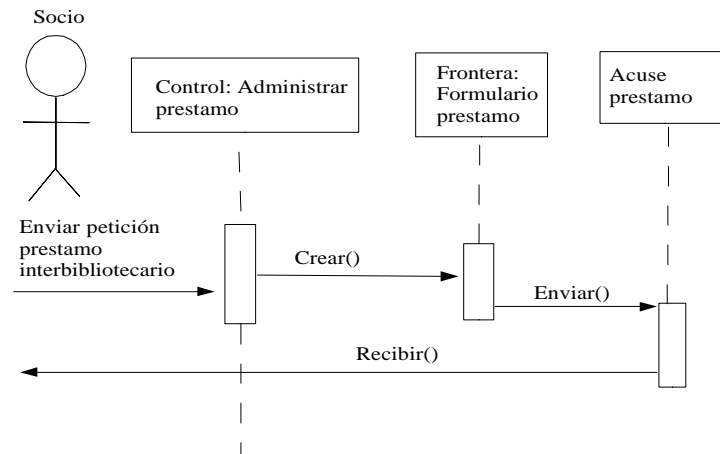 Socio
Control: Administrar
prestamo
Frontera:
Formulario
prestamo
Acuse
prestamo
Enviar petición
prestamo
interbibliotecario
Crear()
Enviar()
Recibir()